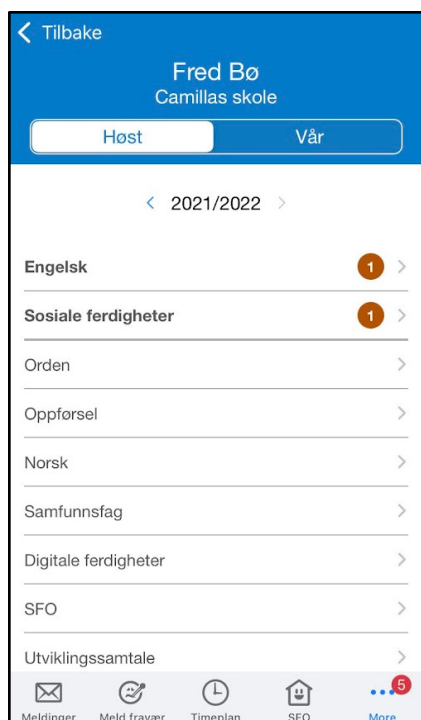 Tilbake
Fred Bø
Camillas skole
Høst Vår
2021/2022
Engelsk 1
Sosiale ferdigheter 1
Orden
Oppførsel
Norsk
Samfunnsfag
Digitale ferdigheter
SFO
Utviklingssamtale
5
Meldinger Meld fravær Timeplan SFO More